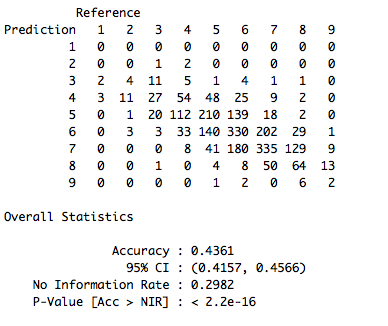 Reference
Prediction   1   2   3   4   5   6   7   8   9
         1   0   0   0   0   0   0   0   0   0
         2   0   0   1   2   0   0   0   0   0
         3   2   4  11   5   1   4   1   1   0
         4   3  11  27  54  48  25   9   2   0
         5   0   1  20 112 210 139  18   2   0
         6   0   3   3  33 140 330 202  29   1
         7   0   0   0   8  41 180 335 129   9
         8   0   0   1   0   4   8  50  64  13
         9   0   0   0   0   1   2   0   6   2
Overall Statistics
               Accuracy : 0.4361
                 95% CI : (0.4157, 0.4566)
    No Information Rate : 0.2982
    P-Value [Acc > NIR] : < 2.2e-16